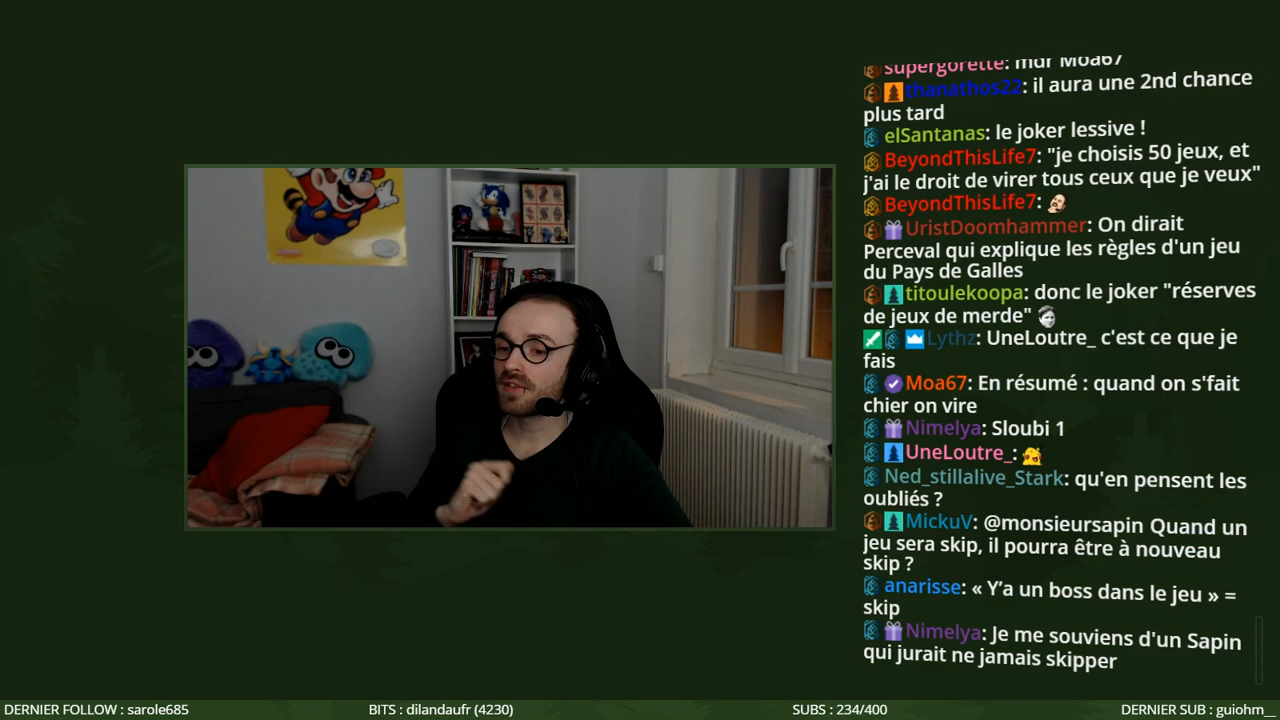 supergorette: mdr Moa67
thanathos22: il aura une 2nd chance
plus tard
elSantanas: le joker lessive !
BeyondThisLife7: "je choisis 50 jeux, et
j'ai le droit de virer tous ceux que je veux"
BeyondThisLife7:
UristDoomhammer: On dirait
Perceval qui explique les règles d'un jeu
du Pays de Galles
titoulekoopa: donc le joker "réserves
de jeux de merde"
Lythz: UneLoutre_ c'est ce que je
fais
Moa67: En résumé : quand on s'fait
chier on vire
Nimelya: Sloubi 1
UneLoutre_:
Ned_stillalive_Stark: qu'en pensent les
oubliés ?
MickuV: @monsieursapin Quand un
jeu sera skip, il pourra être à nouveau
skip ?
anarisse: « Y'a un boss dans le jeu » =
skip
Nimelya: Je me souviens d'un Sapin
qui jurait ne jamais skipper
DERNIER FOLLOW : sarole685
BITS : dilandaufr (4230)
SUBS : 234/400
DERNIER SUB : guiohm__